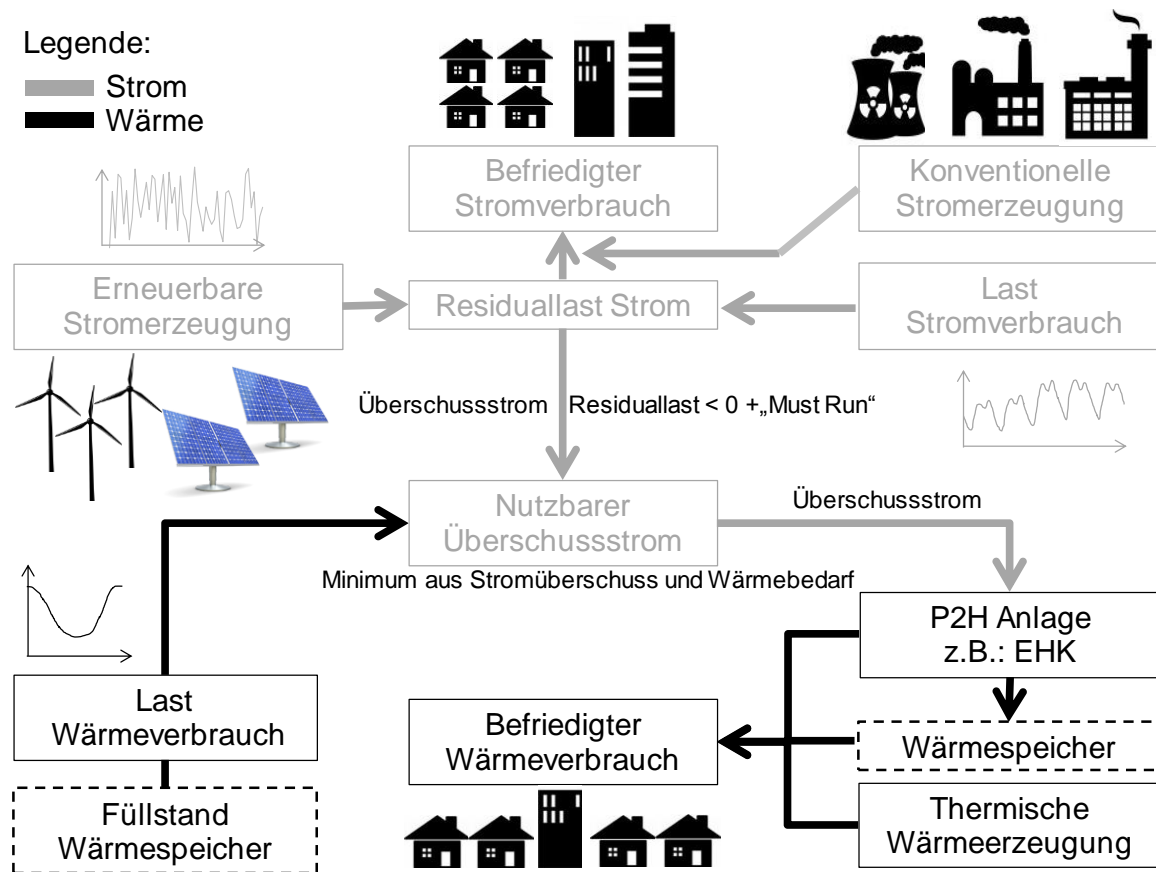 Legende:
Strom
Wärme
Befriedigter
Stromverbrauch
Konventionelle
Stromerzeugung
Erneuerbare
Stromerzeugung
Residuallast Strom
Last
Stromverbrauch
Überschussstrom
Residuallast < 0 +„Must Run“
Nutzbarer
Überschussstrom
Überschussstrom
Minimum aus Stromüberschuss und Wärmebedarf
P2H Anlage
z.B.: EHK
Last
Wärmeverbrauch
Befriedigter
Wärmeverbrauch
Wärmespeicher
Füllstand
Wärmespeicher
Thermische
Wärmeerzeugung